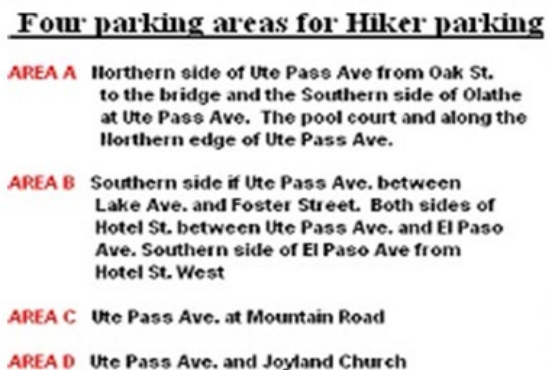 Four parking areas for Hiker parking
AREA A Northern side of Ute Pass Ave from Oak St.
to the bridge and the Southern side of Olathe
at Ute Pass Ave. The pool court and along the
Northern edge of Ute Pass Ave.
AREA B Southern side if Ute Pass Ave. between
Lake Ave. and Foster Street. Both sides of
Hotel St. between Ute Pass Ave. and El Paso
Ave. Southern side of El Paso Ave from
Hotel St. West
AREA C Ute Pass Ave. at Mountain Road
AREA D Ute Pass Ave. and Joyland Church